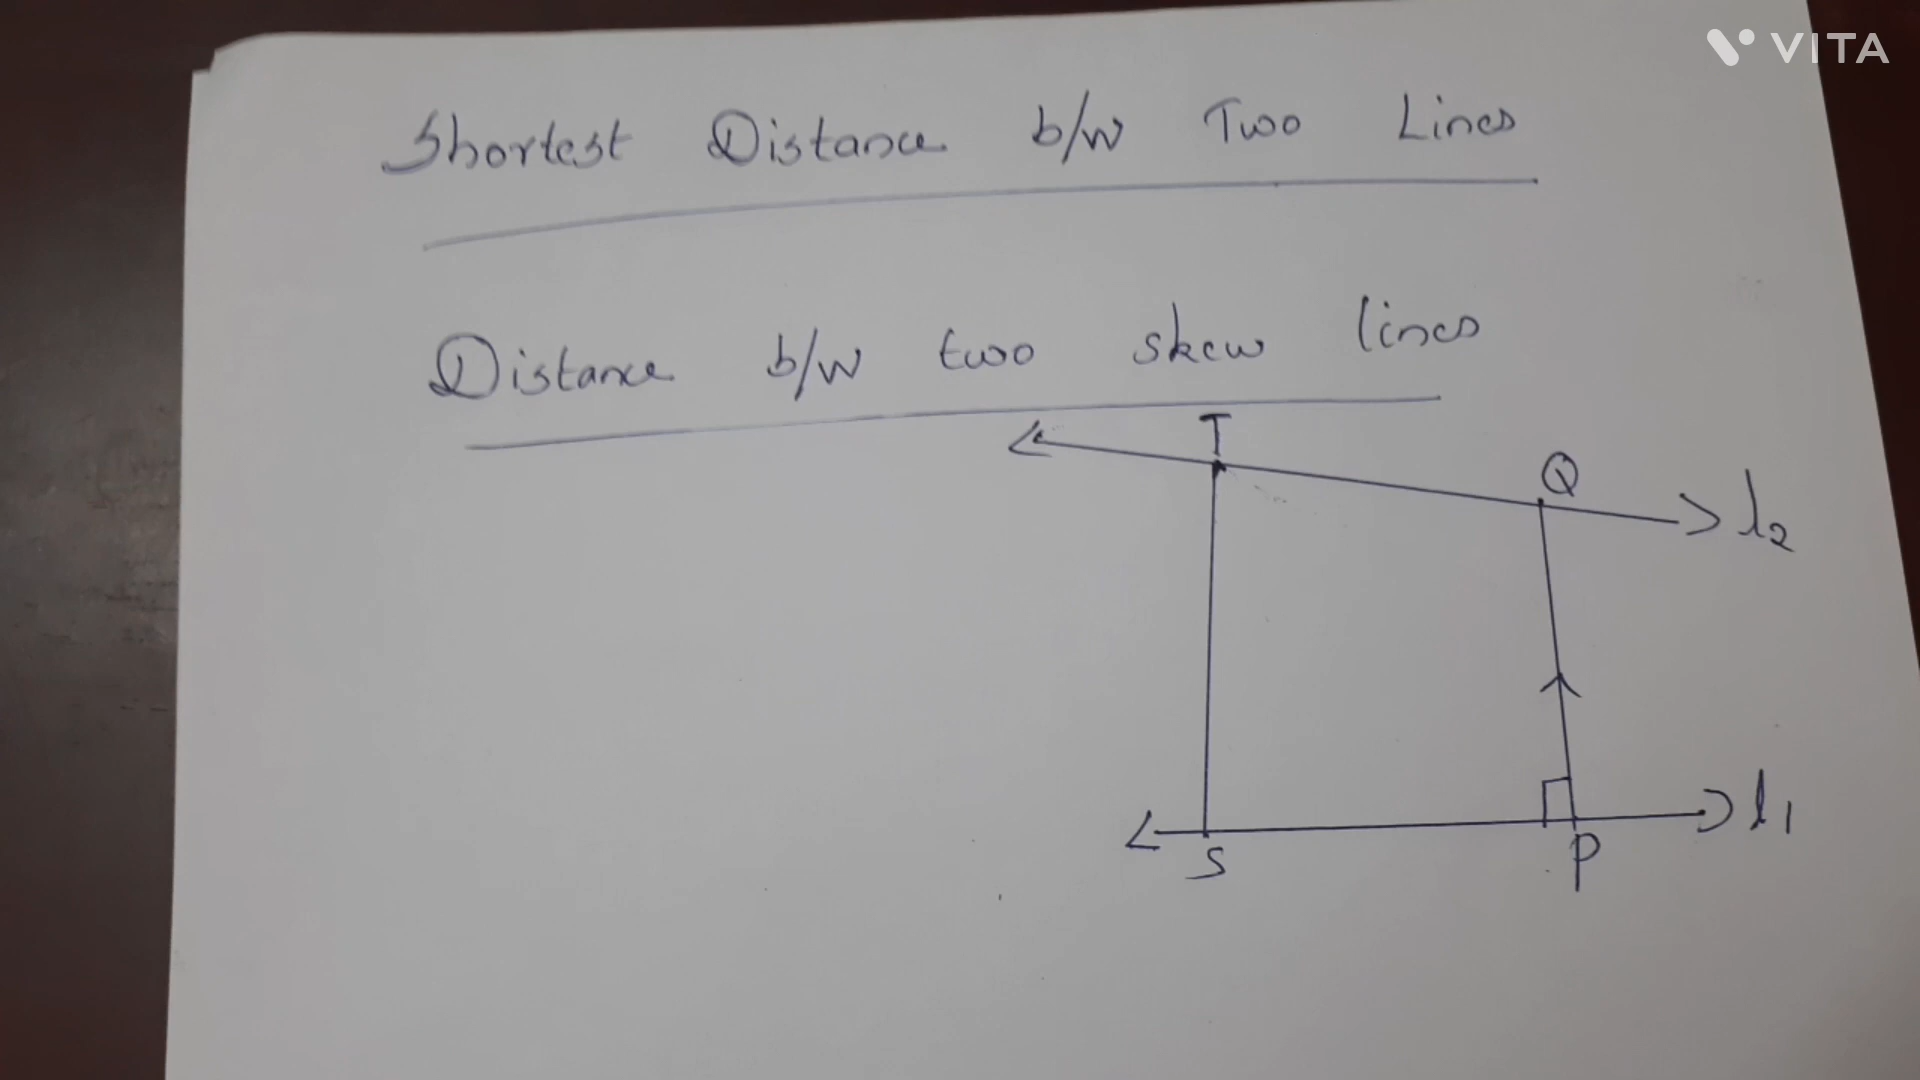 VITA
Shortest Distance b/w Two Lines
Distance b/w two skew lines
T
Q
l2
l1
S
P